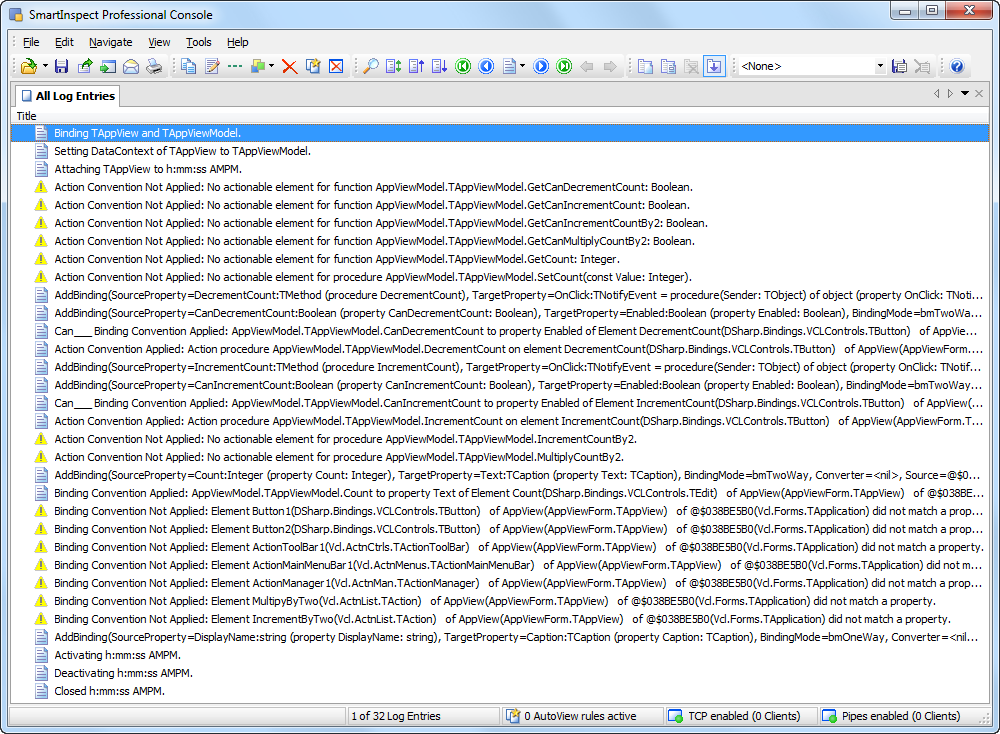 SmartInspect Professional Console
File Edit Navigate View Tools Help
<None>
All Log Entries
Title
Binding TAppView and TAppViewModel.
Setting DataContext of TAppView to TAppViewModel.
Attaching TAppView to h:mm:ss AMPM.
Action Convention Not Applied: No actionable element for function AppViewModel.TAppViewModel.GetCanDecrementCount: Boolean.
Action Convention Not Applied: No actionable element for function AppViewModel.TAppViewModel.GetCanIncrementCount: Boolean.
Action Convention Not Applied: No actionable element for function AppViewModel.TAppViewModel.GetCanIncrementCountBy2: Boolean.
Action Convention Not Applied: No actionable element for function AppViewModel.TAppViewModel.GetCanMultiplyCountBy2: Boolean.
Action Convention Not Applied: No actionable element for function AppViewModel.TAppViewModel.GetCount: Integer.
Action Convention Not Applied: No actionable element for procedure AppViewModel.TAppViewModel.SetCount(const Value: Integer).
AddBinding(SourceProperty=DecrementCount:TMethod (procedure DecrementCount), TargetProperty=OnClick:TNotifyEvent = procedure(Sender: TObject) of object (property OnClick: TNoti...
AddBinding(SourceProperty=CanDecrementCount:Boolean (property CanDecrementCount: Boolean), TargetProperty=Enabled:Boolean (property Enabled: Boolean), BindingMode=bmTwoWa...
Can___ Binding Convention Applied: AppViewModel.TAppViewModel.CanDecrementCount to property Enabled of Element DecrementCount(DSharp.Bindings.VCLControls.TButton) of AppVie...
Action Convention Applied: Action procedure AppViewModel.TAppViewModel.DecrementCount on element DecrementCount(DSharp.Bindings.VCLControls.TButton) of AppView(AppViewForm....
AddBinding(SourceProperty=IncrementCount:TMethod (procedure IncrementCount), TargetProperty=OnClick:TNotifyEvent = procedure(Sender: TObject) of object (property OnClick: TNotif...
AddBinding(SourceProperty=CanIncrementCount:Boolean (property CanIncrementCount: Boolean), TargetProperty=Enabled:Boolean (property Enabled: Boolean), BindingMode=bmTwoWay...
Can___ Binding Convention Applied: AppViewModel.TAppViewModel.CanIncrementCount to property Enabled of Element IncrementCount(DSharp.Bindings.VCLControls.TButton) of AppView(...
Action Convention Applied: Action procedure AppViewModel.TAppViewModel.IncrementCount on element IncrementCount(DSharp.Bindings.VCLControls.TButton) of AppView(AppViewForm.T...
Action Convention Not Applied: No actionable element for procedure AppViewModel.TAppViewModel.IncrementCountBy2.
Action Convention Not Applied: No actionable element for procedure AppViewModel.TAppViewModel.MultiplyCountBy2.
AddBinding(SourceProperty=Count:Integer (property Count: Integer), TargetProperty=Text:TCaption (property Text: TCaption), BindingMode=bmTwoWay, Converter=<nil>, Source=@$0...
Binding Convention Applied: AppViewModel.TAppViewModel.Count to property Text of Element Count(DSharp.Bindings.VCLControls.TEdit) of AppView(AppViewForm.TAppView) of @$038BE...
Binding Convention Not Applied: Element Button1(DSharp.Bindings.VCLControls.TButton) of AppView(AppViewForm.TAppView) of @$038BE5B0(Vcl.Forms.TApplication) did not match a prop...
Binding Convention Not Applied: Element Button2(DSharp.Bindings.VCLControls.TButton) of AppView(AppViewForm.TAppView) of @$038BE5B0(Vcl.Forms.TApplication) did not match a prop...
Binding Convention Not Applied: Element ActionToolBar1(Vcl.ActnCtrls.TActionToolBar) of AppView(AppViewForm.TAppView) of @$038BE5B0(Vcl.Forms.TApplication) did not match a property.
Binding Convention Not Applied: Element ActionMainMenuBar1(Vcl.ActnMenus.TActionMainMenuBar) of AppView(AppViewForm.TAppView) of @$038BE5B0(Vcl.Forms.TApplication) did not m...
Binding Convention Not Applied: Element ActionManager1(Vcl.ActnMan.TActionManager) of AppView(AppViewForm.TAppView) of @$038BE5B0(Vcl.Forms.TApplication) did not match a prop...
Binding Convention Not Applied: Element MultipyByTwo(Vcl.ActnList.TAction) of AppView(AppViewForm.TAppView) of @$038BE5B0(Vcl.Forms.TApplication) did not match a property.
Binding Convention Not Applied: Element IncrementByTwo(Vcl.ActnList.TAction) of AppView(AppViewForm.TAppView) of @$038BE5B0(Vcl.Forms.TApplication) did not match a property.
AddBinding(SourceProperty=DisplayName:string (property DisplayName: string), TargetProperty=Caption:TCaption (property Caption: TCaption), BindingMode=bmOneWay, Converter=<nil...
Activating h:mm:ss AMPM.
Deactivating h:mm:ss AMPM.
Closed h:mm:ss AMPM.
1 of 32 Log Entries 0 AutoView rules active TCP enabled (0 Clients) Pipes enabled (0 Clients)